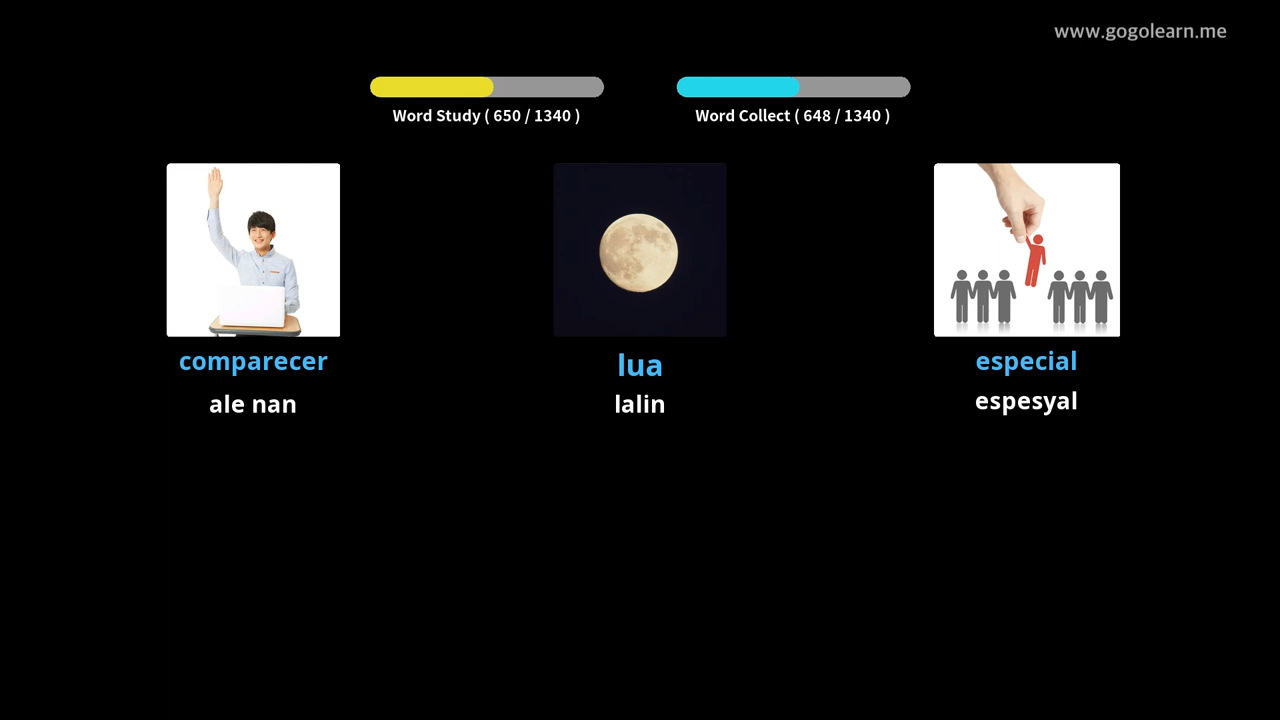 www.gogolearn.me
Word Study ( 650 / 1340 )
Word Collect ( 648 / 1340 )
comparecer
ale nan
lua
lalin
especial
espesyal